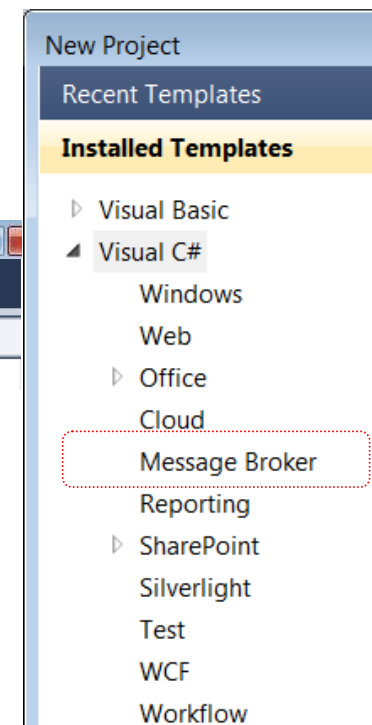 New Project
Recent Templates
Installed Templates
Visual Basic
Visual C#
Windows
Web
Office
Cloud
Message Broker
Reporting
SharePoint
Silverlight
Test
WCF
Workflow